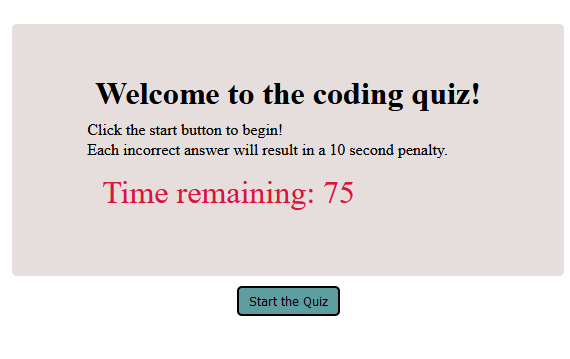 Welcome to the coding quiz!
Click the start button to begin!
Each incorrect answer will result in a 10 second penalty.
Time remaining: 75
Start the Quiz